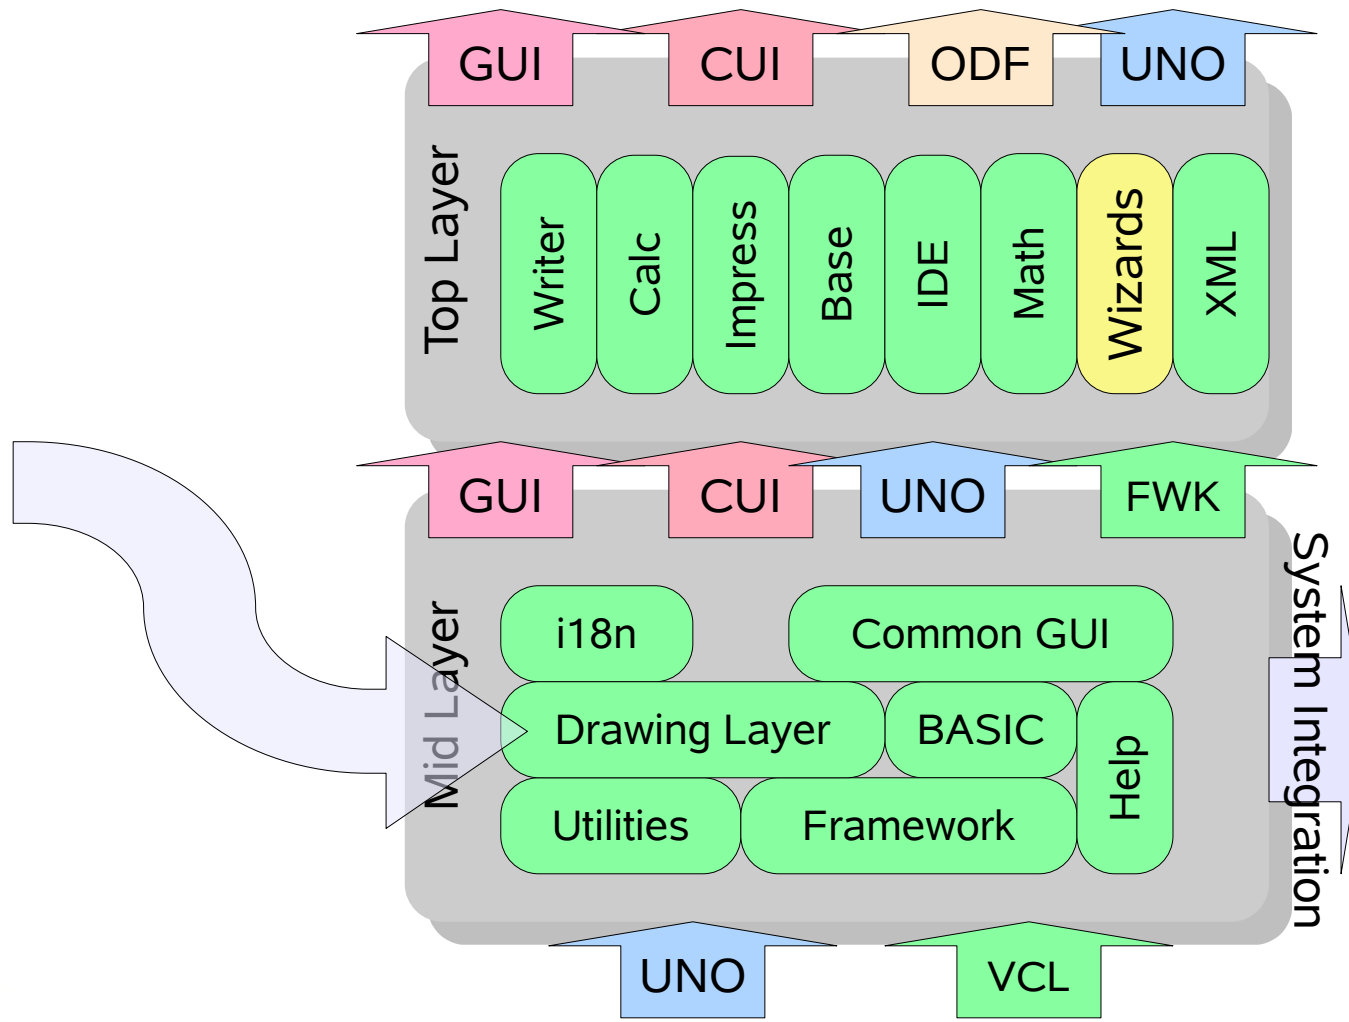 GUI
CUI
ODF
UNO
Top Layer
Writer
Calc
Impress
Base
IDE
Math
Wizards
XML
GUI
CUI
UNO
FWK
Mid Layer
i18n
Common GUI
Drawing Layer
BASIC
Help
Utilities
Framework
System Integration
UNO
VCL